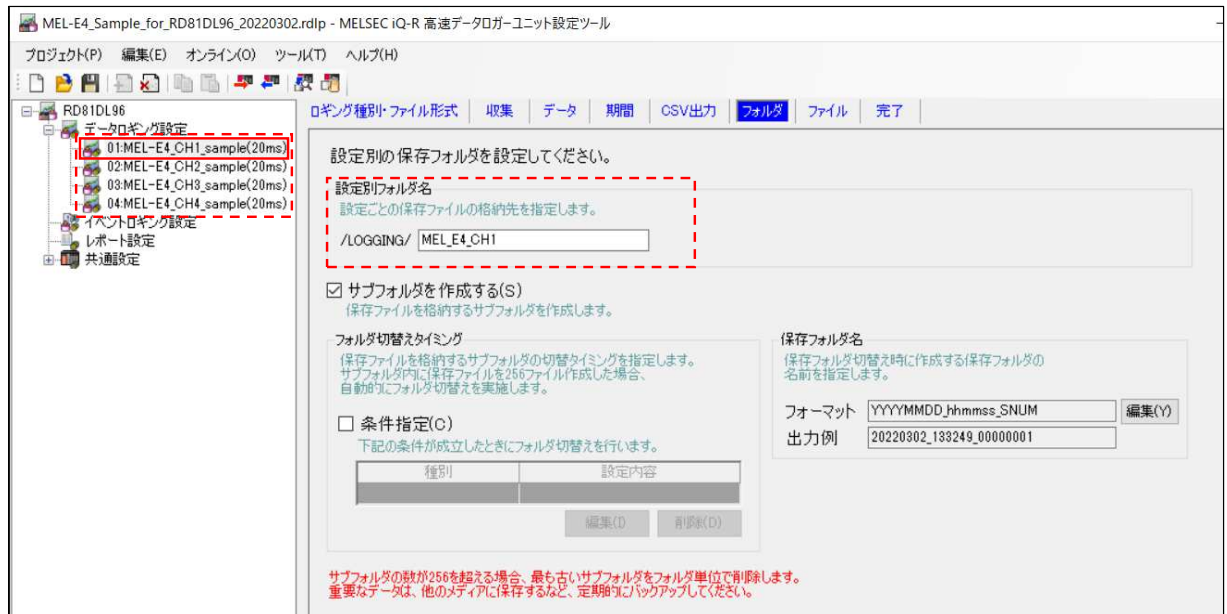 MEL-E4_Sample_for_RD81DL96_20220302.rdlp - MELSEC iQ-R 高速データロガーユニット設定ツール
プロジェクト(P) 編集(E) オンライン(O) ツール(T) ヘルプ(H)
RD81DL96
データロギング設定
01:MEL-E4_CH1_sample(20ms)
02:MEL-E4_CH2_sample(20ms)
03:MEL-E4_CH3_sample(20ms)
04:MEL-E4_CH4_sample(20ms)
イベントロギング設定
レポート設定
共通設定
ロギング種別・ファイル形式 収集 データ 期間 CSV出力 フォルダ ファイル 完了
設定別の保存フォルダを設定してください。
設定別フォルダ名
設定ごとの保存ファイルの格納先を指定します。
/LOGGING/ MEL_E4_CH1
サブフォルダを作成する(S)
保存ファイルを格納するサブフォルダを作成します。
フォルダ切替えタイミング
保存ファイルを格納するサブフォルダの切替タイミングを指定します。
サブフォルダ内に保存ファイルを256ファイル作成した場合、
自動的にフォルダ切替えを実施します。
条件指定(C)
下記の条件が成立したときにフォルダ切替えを行います。
種別 設定内容
編集(I 削除(D)
保存フォルダ名
保存フォルダ切替え時に作成する保存フォルダの
名前を指定します。
フォーマット YYYYMMDD_hhmmss_SNUM 編集(Y)
出力例 20220302_133249_00000001
サブフォルダの数が256を超える場合、最も古いサブフォルダをフォルダ単位で削除します。
重要なデータは、他のメディアに保存するなど、定期的にバックアップしてください。